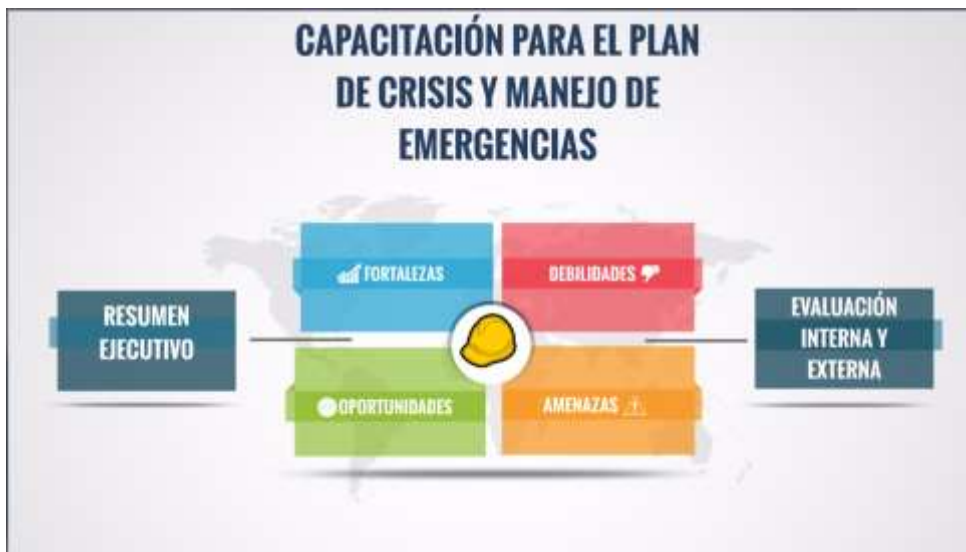 CAPACITACIÓN PARA EL PLAN
DE CRISIS Y MANEJO DE
EMERGENCIAS
FORTALEZAS
DEBILIDADES
RESUMEN
EJECUTIVO
EVALUACIÓN
INTERNA Y
EXTERNA
OPORTUNIDADES
AMENAZAS